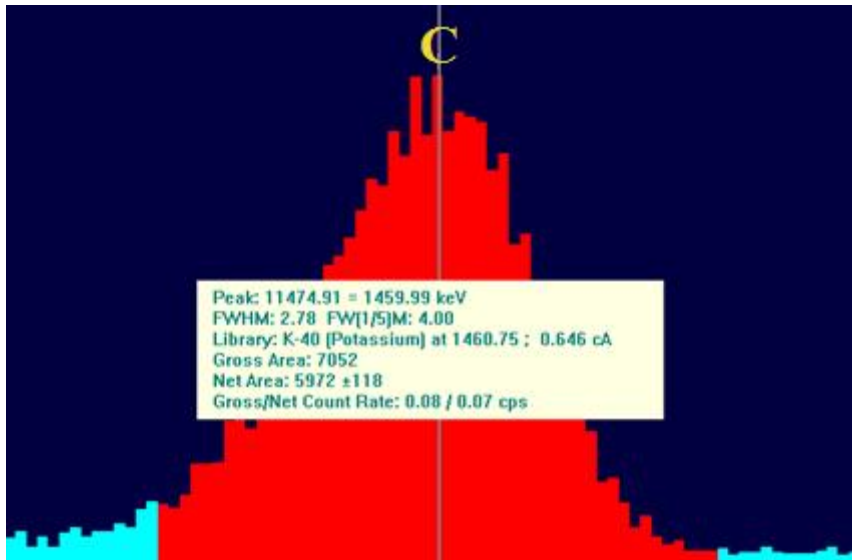 C
Peak: 11474.91 = 1459.99 keV
FWHM: 2.78 FW(1/5)M: 4.00
Library: K-40 (Potassium) at 1460.75 ; 0.646 cA
Gross Area: 7052
Net Area: 5972 ±118
Gross/Net Count Rate: 0.08 / 0.07 cps